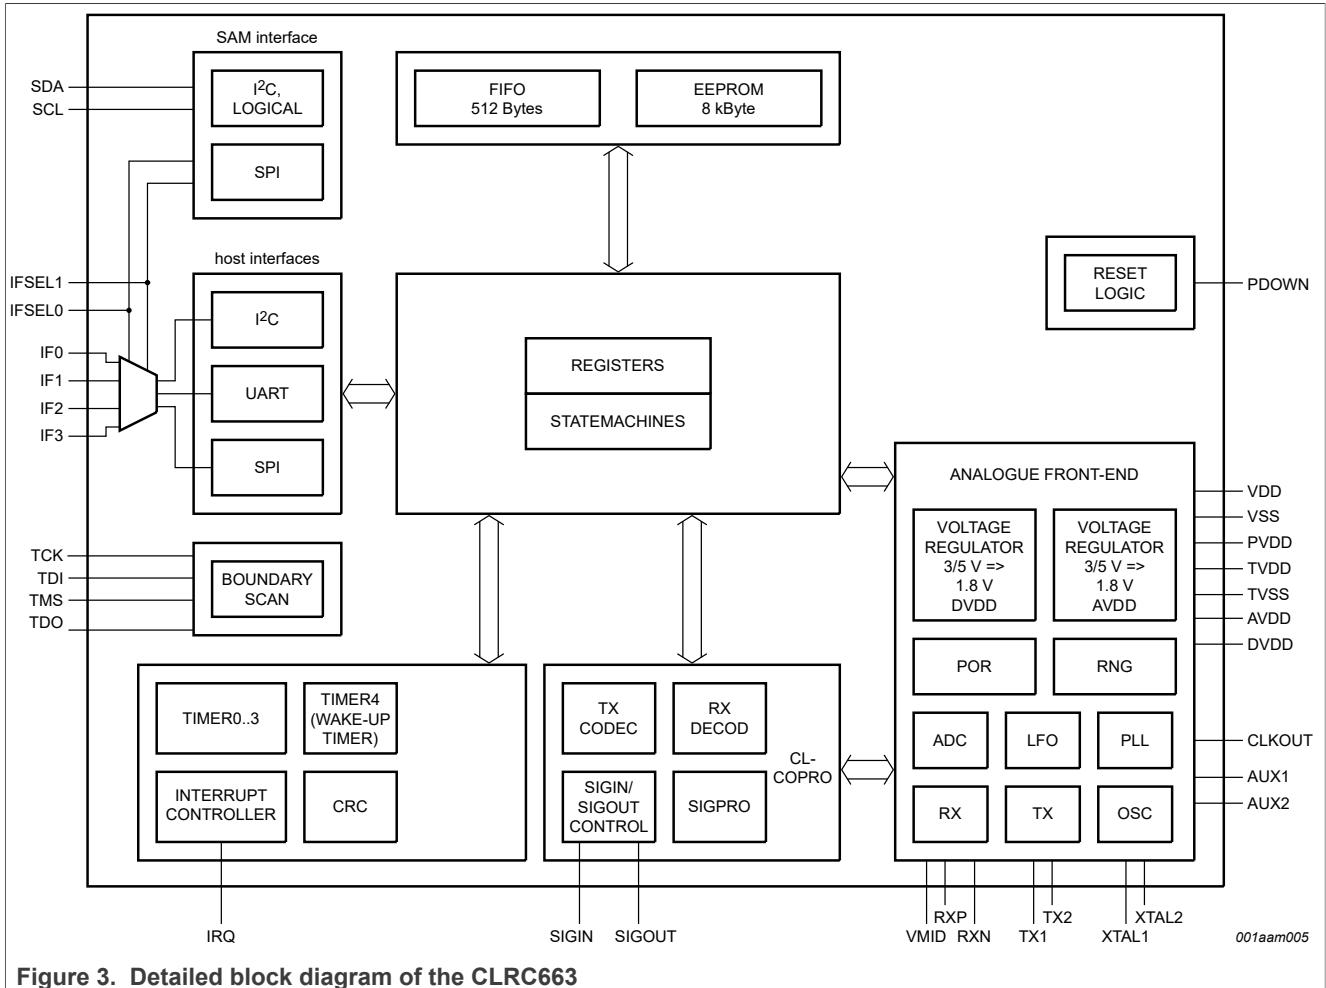 SAM interface
SDA
SCL
I²C,
LOGICAL
SPI
FIFO
512 Bytes
EEPROM
8 kByte
host interfaces
IFSEL1
IFSEL0
IF0
IF1
IF2
IF3
I²C
UART
SPI
REGISTERS
STATEMACHINES
RESET
LOGIC
PDOWN
TCK
TDI
TMS
TDO
BOUNDARY
SCAN
ANALOGUE FRONT-END
VOLTAGE
REGULATOR
3/5 V =>
1.8 V
DVDD
VOLTAGE
REGULATOR
3/5 V =>
1.8 V
AVDD
POR
RNG
ADC
LFO
PLL
RX
TX
OSC
VDD
VSS
PVDD
TVDD
TVSS
AVDD
DVDD
CLKOUT
AUX1
AUX2
TIMER0..3
TIMER4
(WAKE-UP
TIMER)
INTERRUPT
CONTROLLER
CRC
TX
CODEC
RX
DECOD
CL-
COPRO
SIGIN/
SIGOUT
CONTROL
SIGPRO
IRQ
SIGIN
SIGOUT
VMID
RXP
RXN
TX1
TX2
XTAL1
XTAL2
001aam005
Figure 3. Detailed block diagram of the CLRC663